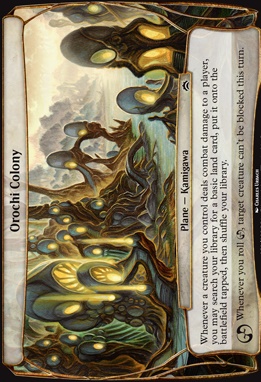 Orochi Colony
Plane — Kamigawa
Whenever a creature you control deals combat damage to a player,
you may search your library for a basic land card, put it onto the
battlefield tapped, then shuffle your library.
Whenever you roll , target creature can't be blocked this turn.
Charles Urbach